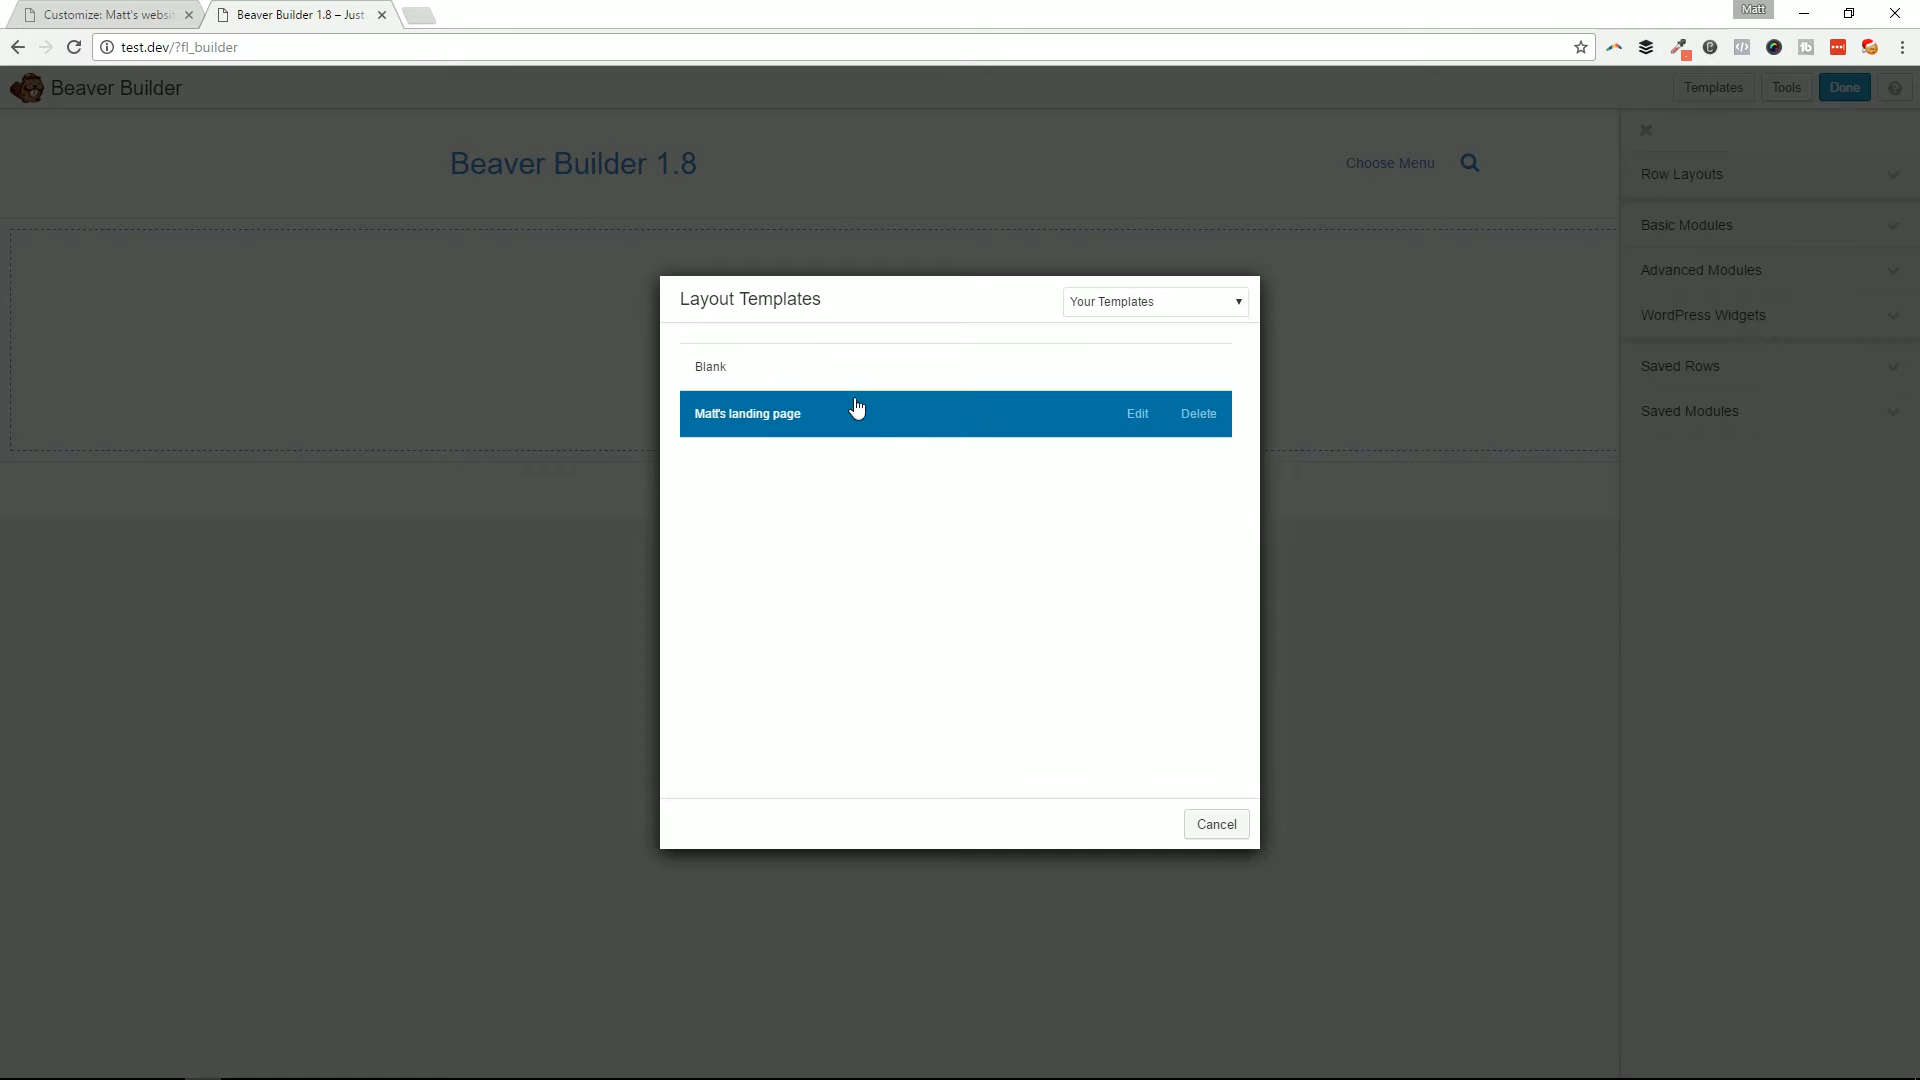 Customize: Matt's websit
Beaver Builder 1.8 – Just
Matt
test.dev/?fl_builder
Beaver Builder
Templates
Tools
Done
?
Beaver Builder 1.8
Choose Menu
Row Layouts
Basic Modules
Advanced Modules
WordPress Widgets
Saved Rows
Saved Modules
Layout Templates
Your Templates
Blank
Matt's landing page
Edit
Delete
Cancel